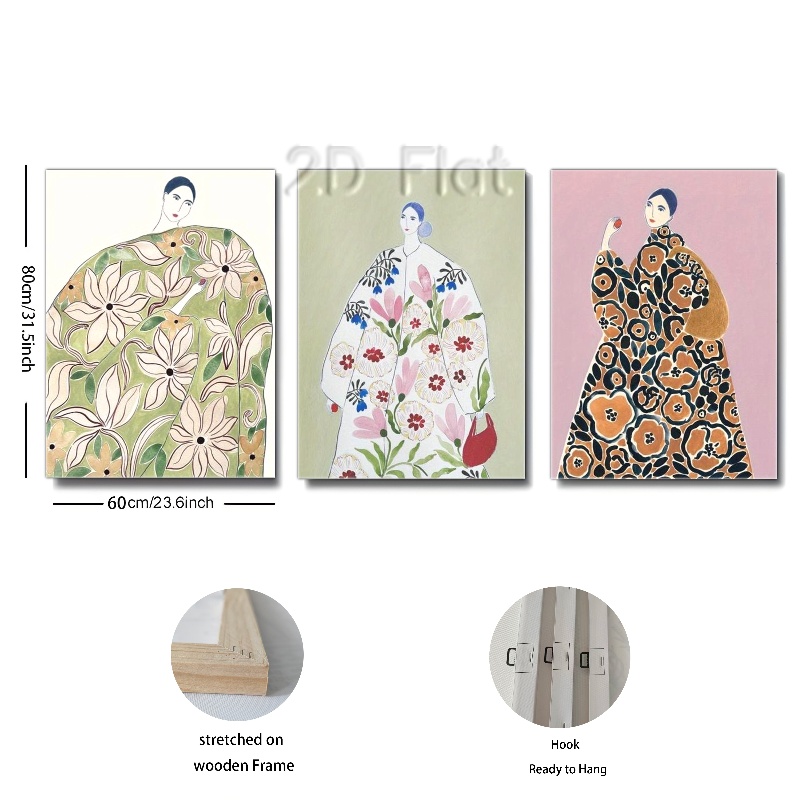 2D Flat
80cm/31.5inch
60cm/23.6inch
stretched on
wooden Frame
Hook
Ready to Hang